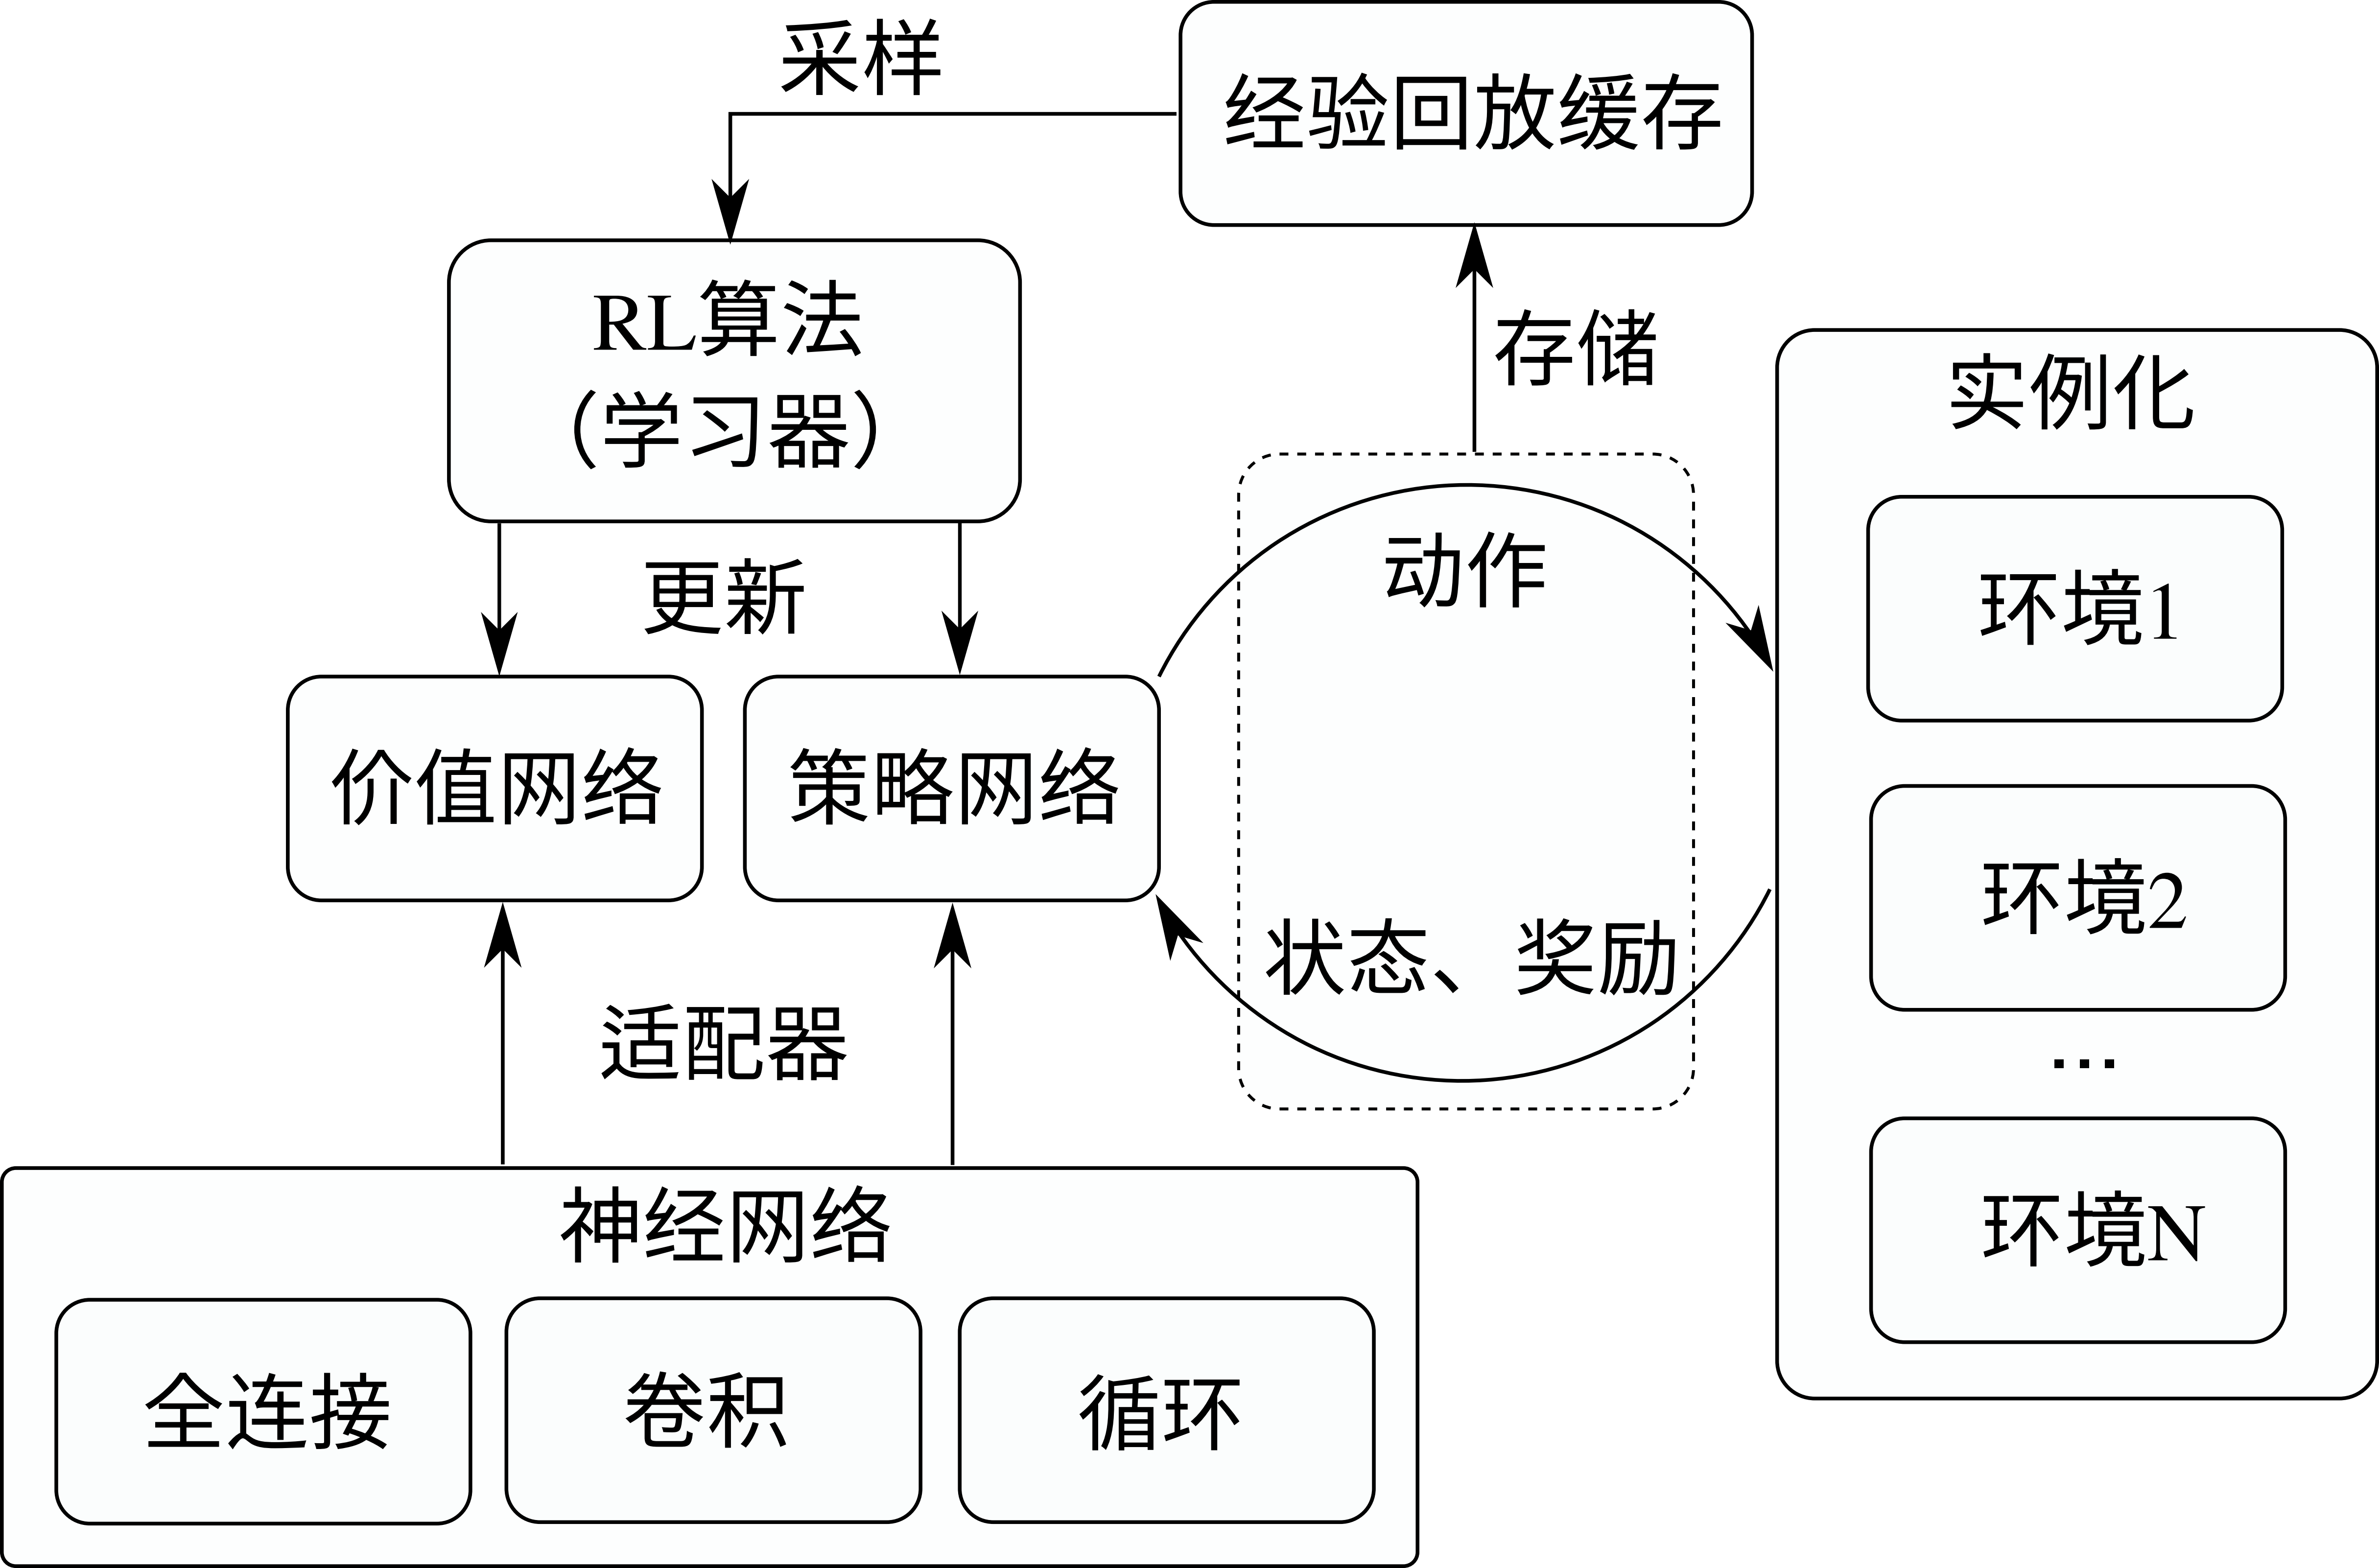 采样
经验回放缓存
RL算法
(学习器)
存储
实例化
更新
动作
环境1
价值网络
策略网络
环境2
状态、奖励
适配器
...
环境N
神经网络
全连接
卷积
循环